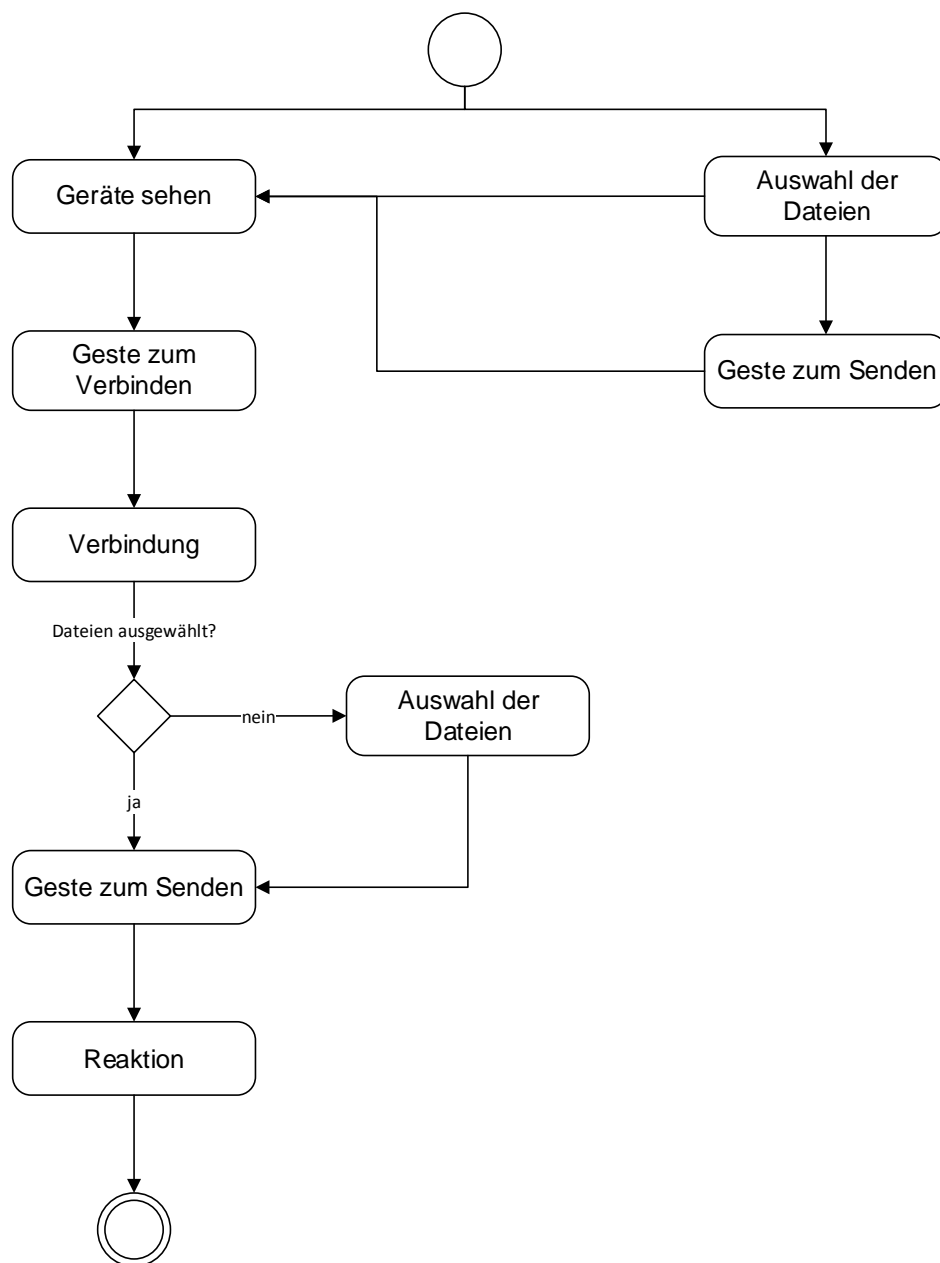 Geräte sehen
Auswahl der
Dateien
Geste zum
Verbinden
Geste zum Senden
Verbindung
Dateien ausgewählt?
nein
Auswahl der
Dateien
ja
Geste zum Senden
Reaktion